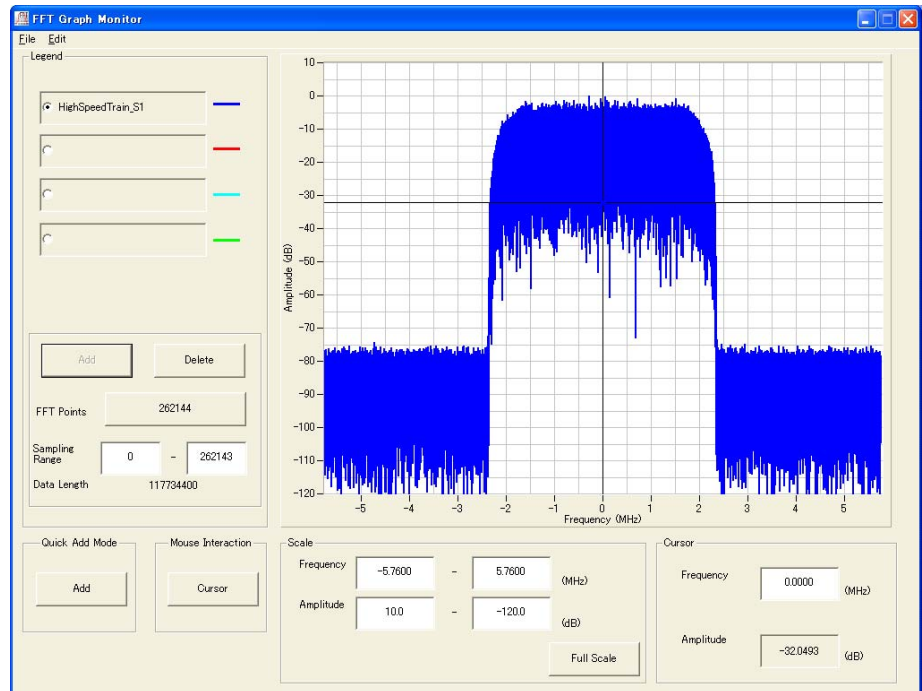 FFT Graph Monitor
File Edit
Legend
HighSpeedTrain_S1
Add Delete
FFT Points 262144
Sampling Range 0 - 262143
Data Length 117734400
10
0
-10
-20
-30
-40
-50
-60
-70
-80
-90
-100
-110
-120
Amplitude (dB)
-5 -4 -3 -2 -1 0 1 2 3 4 5
Frequency (MHz)
Quick Add Mode
Add
Mouse Interaction
Cursor
Scale
Frequency -5.7600 - 5.7600 (MHz)
Amplitude 10.0 - -120.0 (dB)
Full Scale
Cursor
Frequency 0.0000 (MHz)
Amplitude -32.0493 (dB)